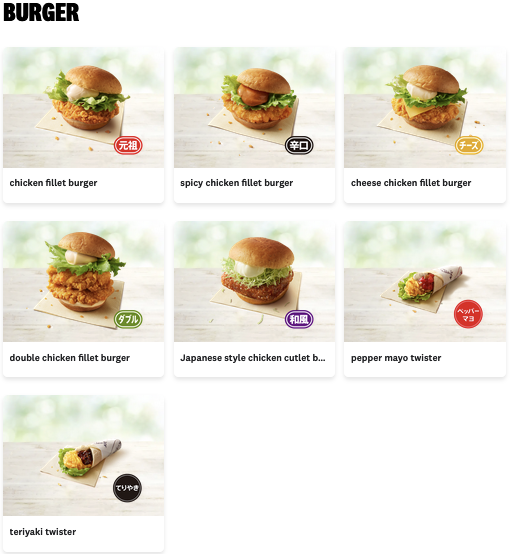 BURGER
元祖
辛口
チーズ
chicken fillet burger
spicy chicken fillet burger
cheese chicken fillet burger
ダブル
和風
ペッパー
マヨ
double chicken fillet burger
Japanese style chicken cutlet b...
pepper mayo twister
てりやき
teriyaki twister